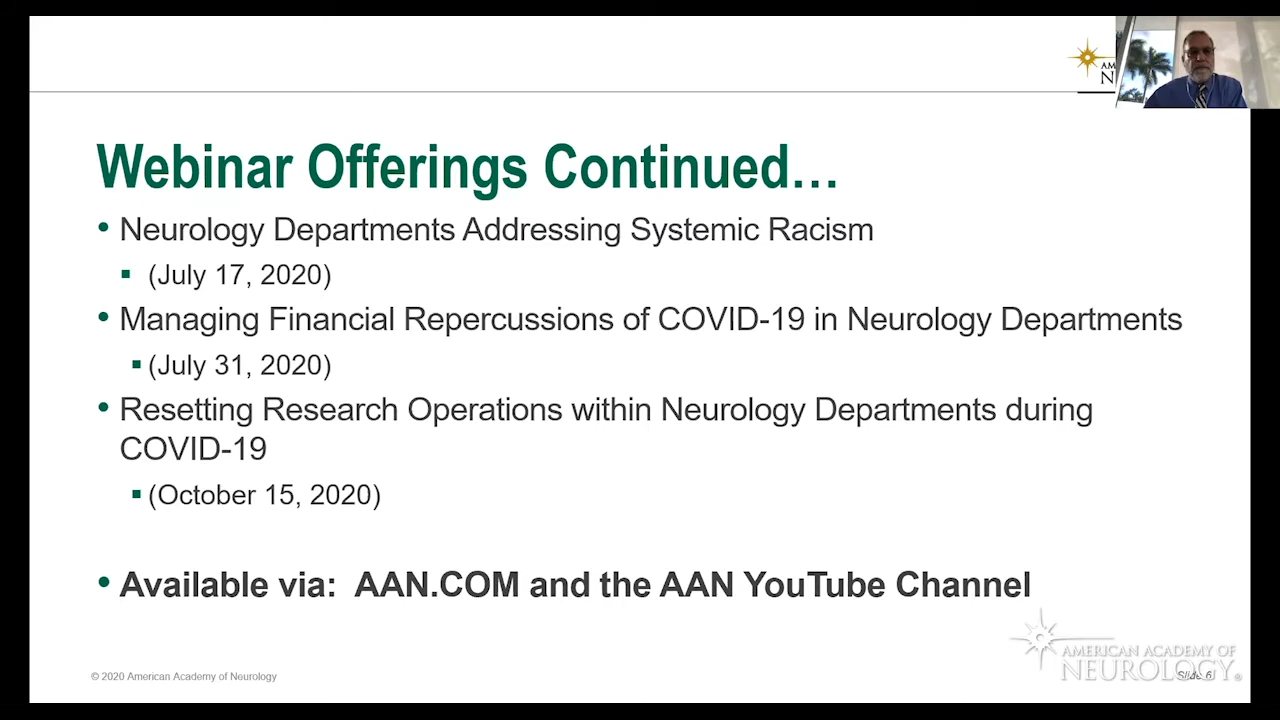 Webinar Offerings Continued...
• Neurology Departments Addressing Systemic Racism
▪ (July 17, 2020)
• Managing Financial Repercussions of COVID-19 in Neurology Departments
▪ (July 31, 2020)
• Resetting Research Operations within Neurology Departments during
COVID-19
▪ (October 15, 2020)
• Available via: AAN.COM and the AAN YouTube Channel
AMERICAN ACADEMY OF
NEUROLOGY®
© 2020 American Academy of Neurology
Slide 6